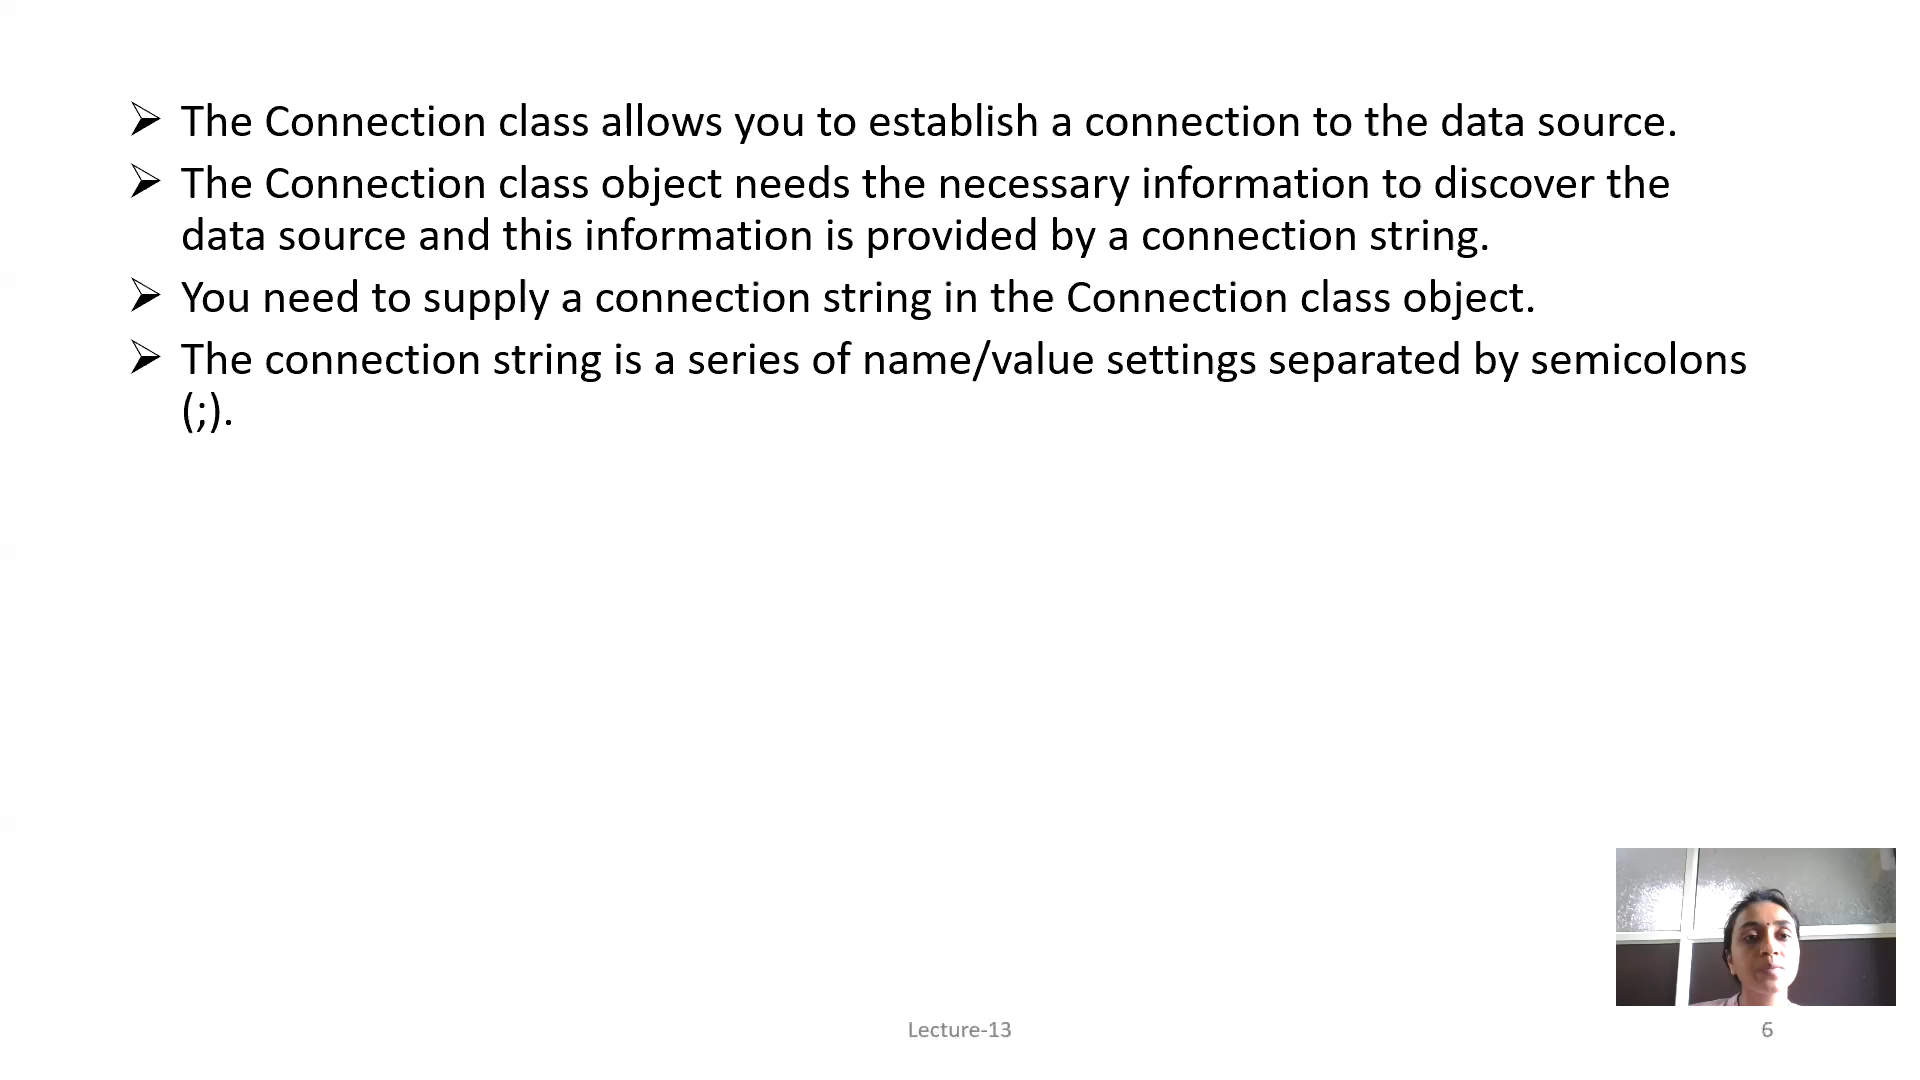 ➢ The Connection class allows you to establish a connection to the data source.
➢ The Connection class object needs the necessary information to discover the
data source and this information is provided by a connection string.
➢ You need to supply a connection string in the Connection class object.
➢ The connection string is a series of name/value settings separated by semicolons
(;).
Lecture-13
6